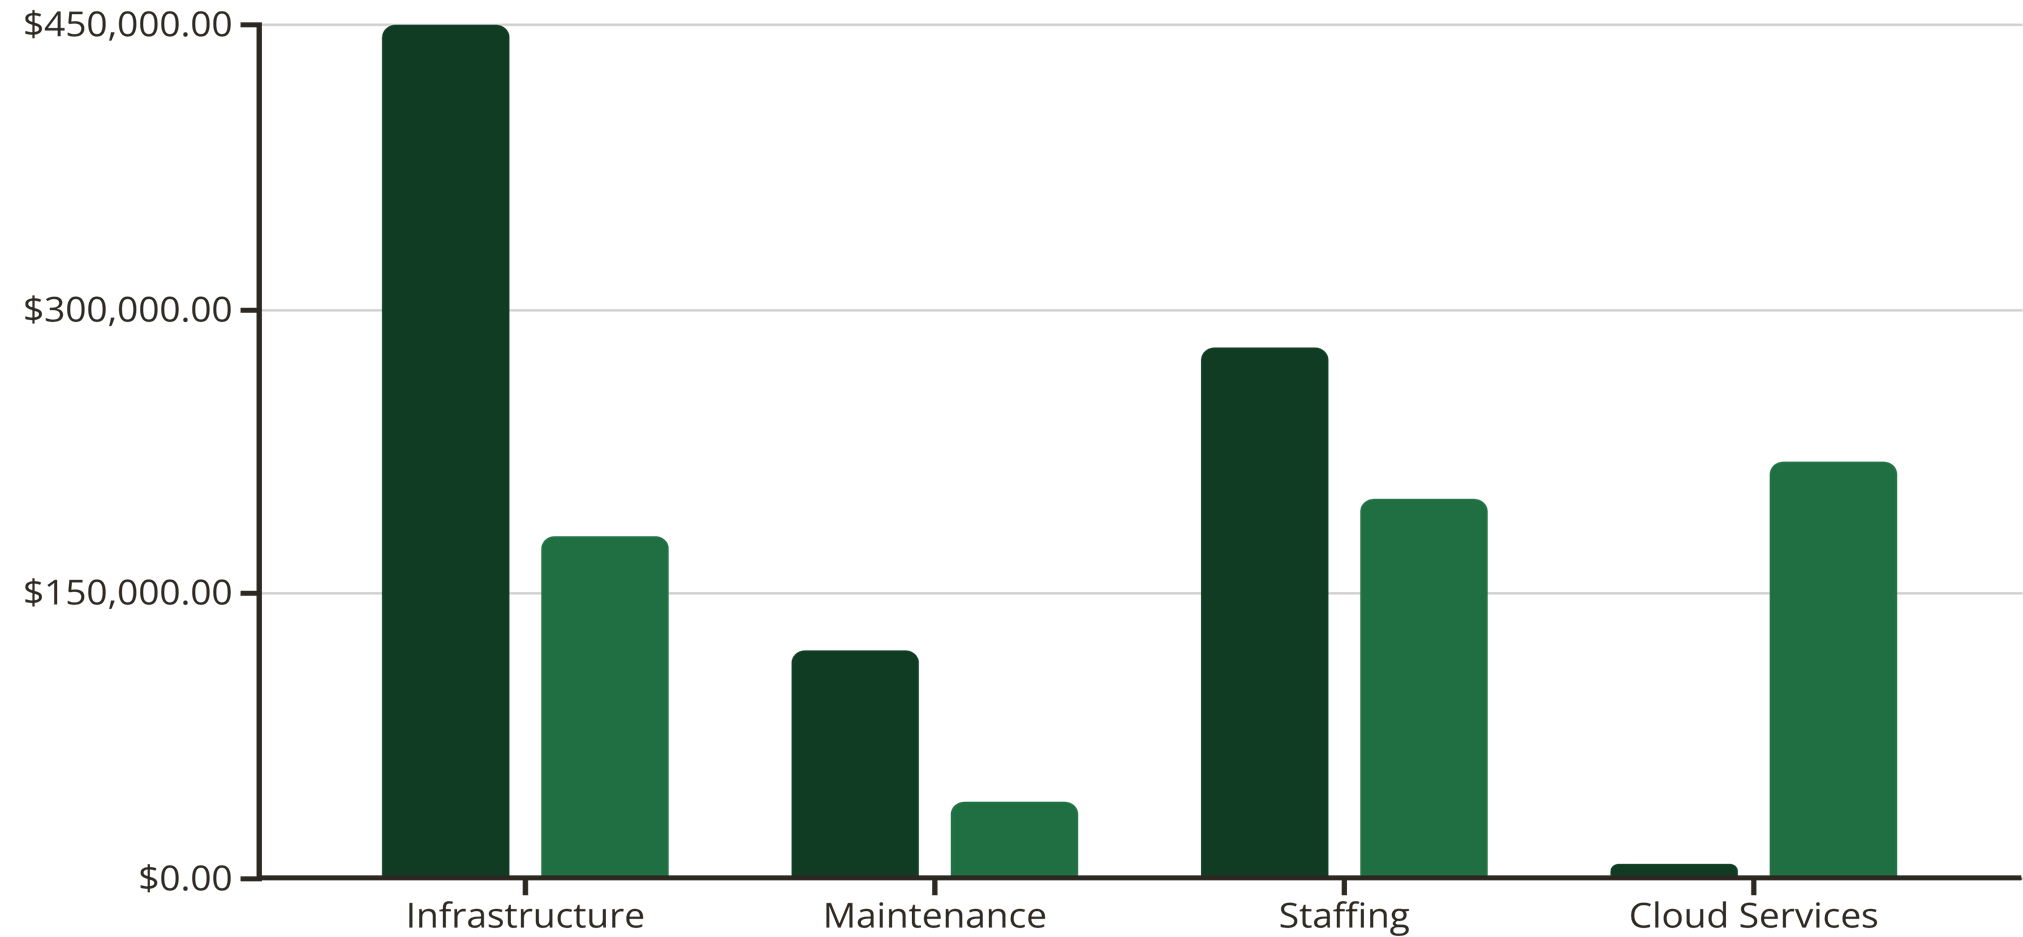 $450,000.00
$300,000.00
$150,000.00
$0.00
Infrastructure
Maintenance
Staffing
Cloud Services